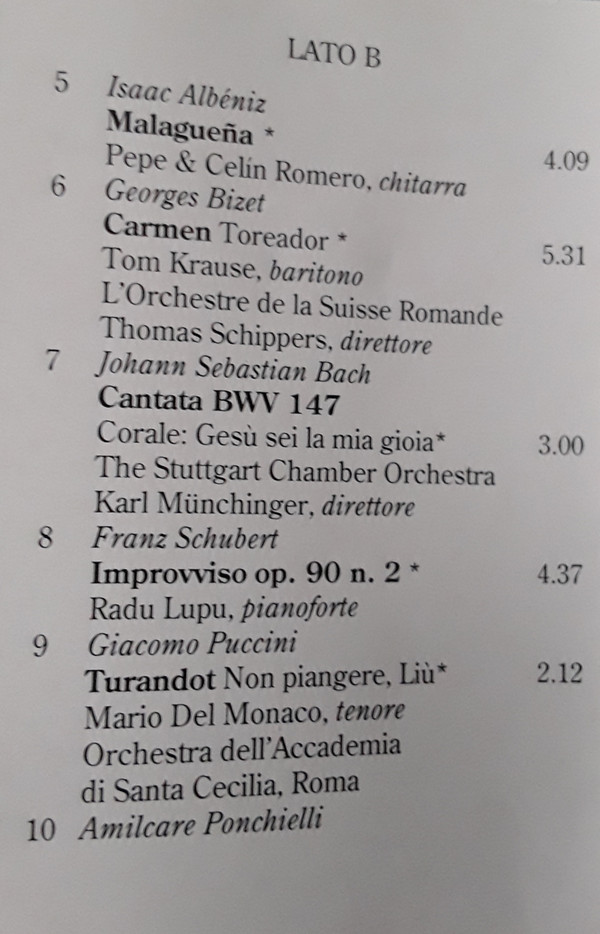 LATO B
5 Isaac Albéniz
Malagueña *
Pepe & Celín Romero, chitarra 4.09
6 Georges Bizet
Carmen Toreador *
Tom Krause, baritono 5.31
L'Orchestre de la Suisse Romande
Thomas Schippers, direttore
7 Johann Sebastian Bach
Cantata BWV 147
Corale: Gesù sei la mia gioia* 3.00
The Stuttgart Chamber Orchestra
Karl Münchinger, direttore
8 Franz Schubert
Improvviso op. 90 n. 2 * 4.37
Radu Lupu, pianoforte
9 Giacomo Puccini
Turandot Non piangere, Liù* 2.12
Mario Del Monaco, tenore
Orchestra dell'Accademia
di Santa Cecilia, Roma
10 Amilcare Ponchielli